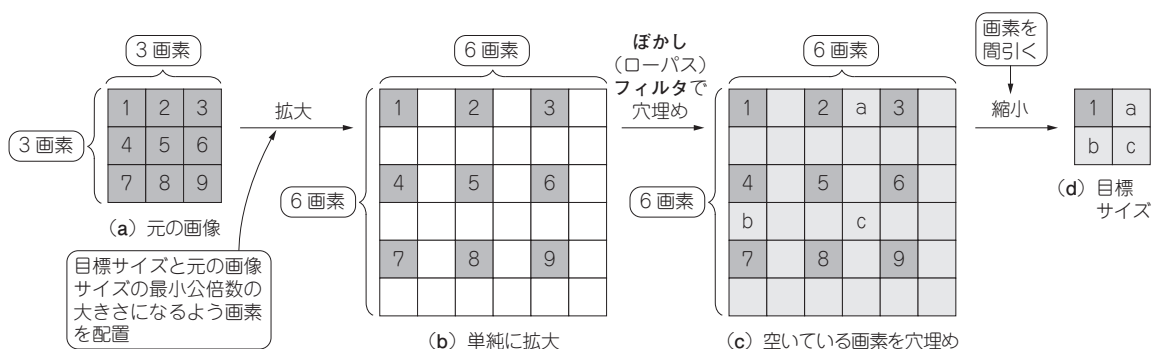 3画素
3画素
1 2 3
4 5 6
7 8 9
(a) 元の画像
拡大
目標サイズと元の画像
サイズの最小公倍数の
大きさになるよう画素
を配置
6画素
6画素
1 2 3
4 5 6
7 8 9
(b) 単純に拡大
ぼかし
(ローパス)
フィルタで
穴埋め
6画素
6画素
1 2 a 3
4 5 6
b c
7 8 9
(c) 空いている画素を穴埋め
画素を
間引く
縮小
1 a
b c
(d) 目標
サイズ